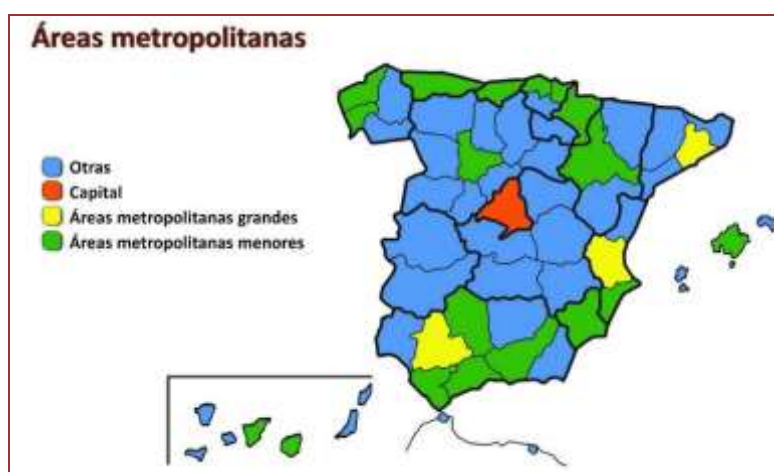 Áreas metropolitanas
Otras
Capital
Áreas metropolitanas grandes
Áreas metropolitanas menores